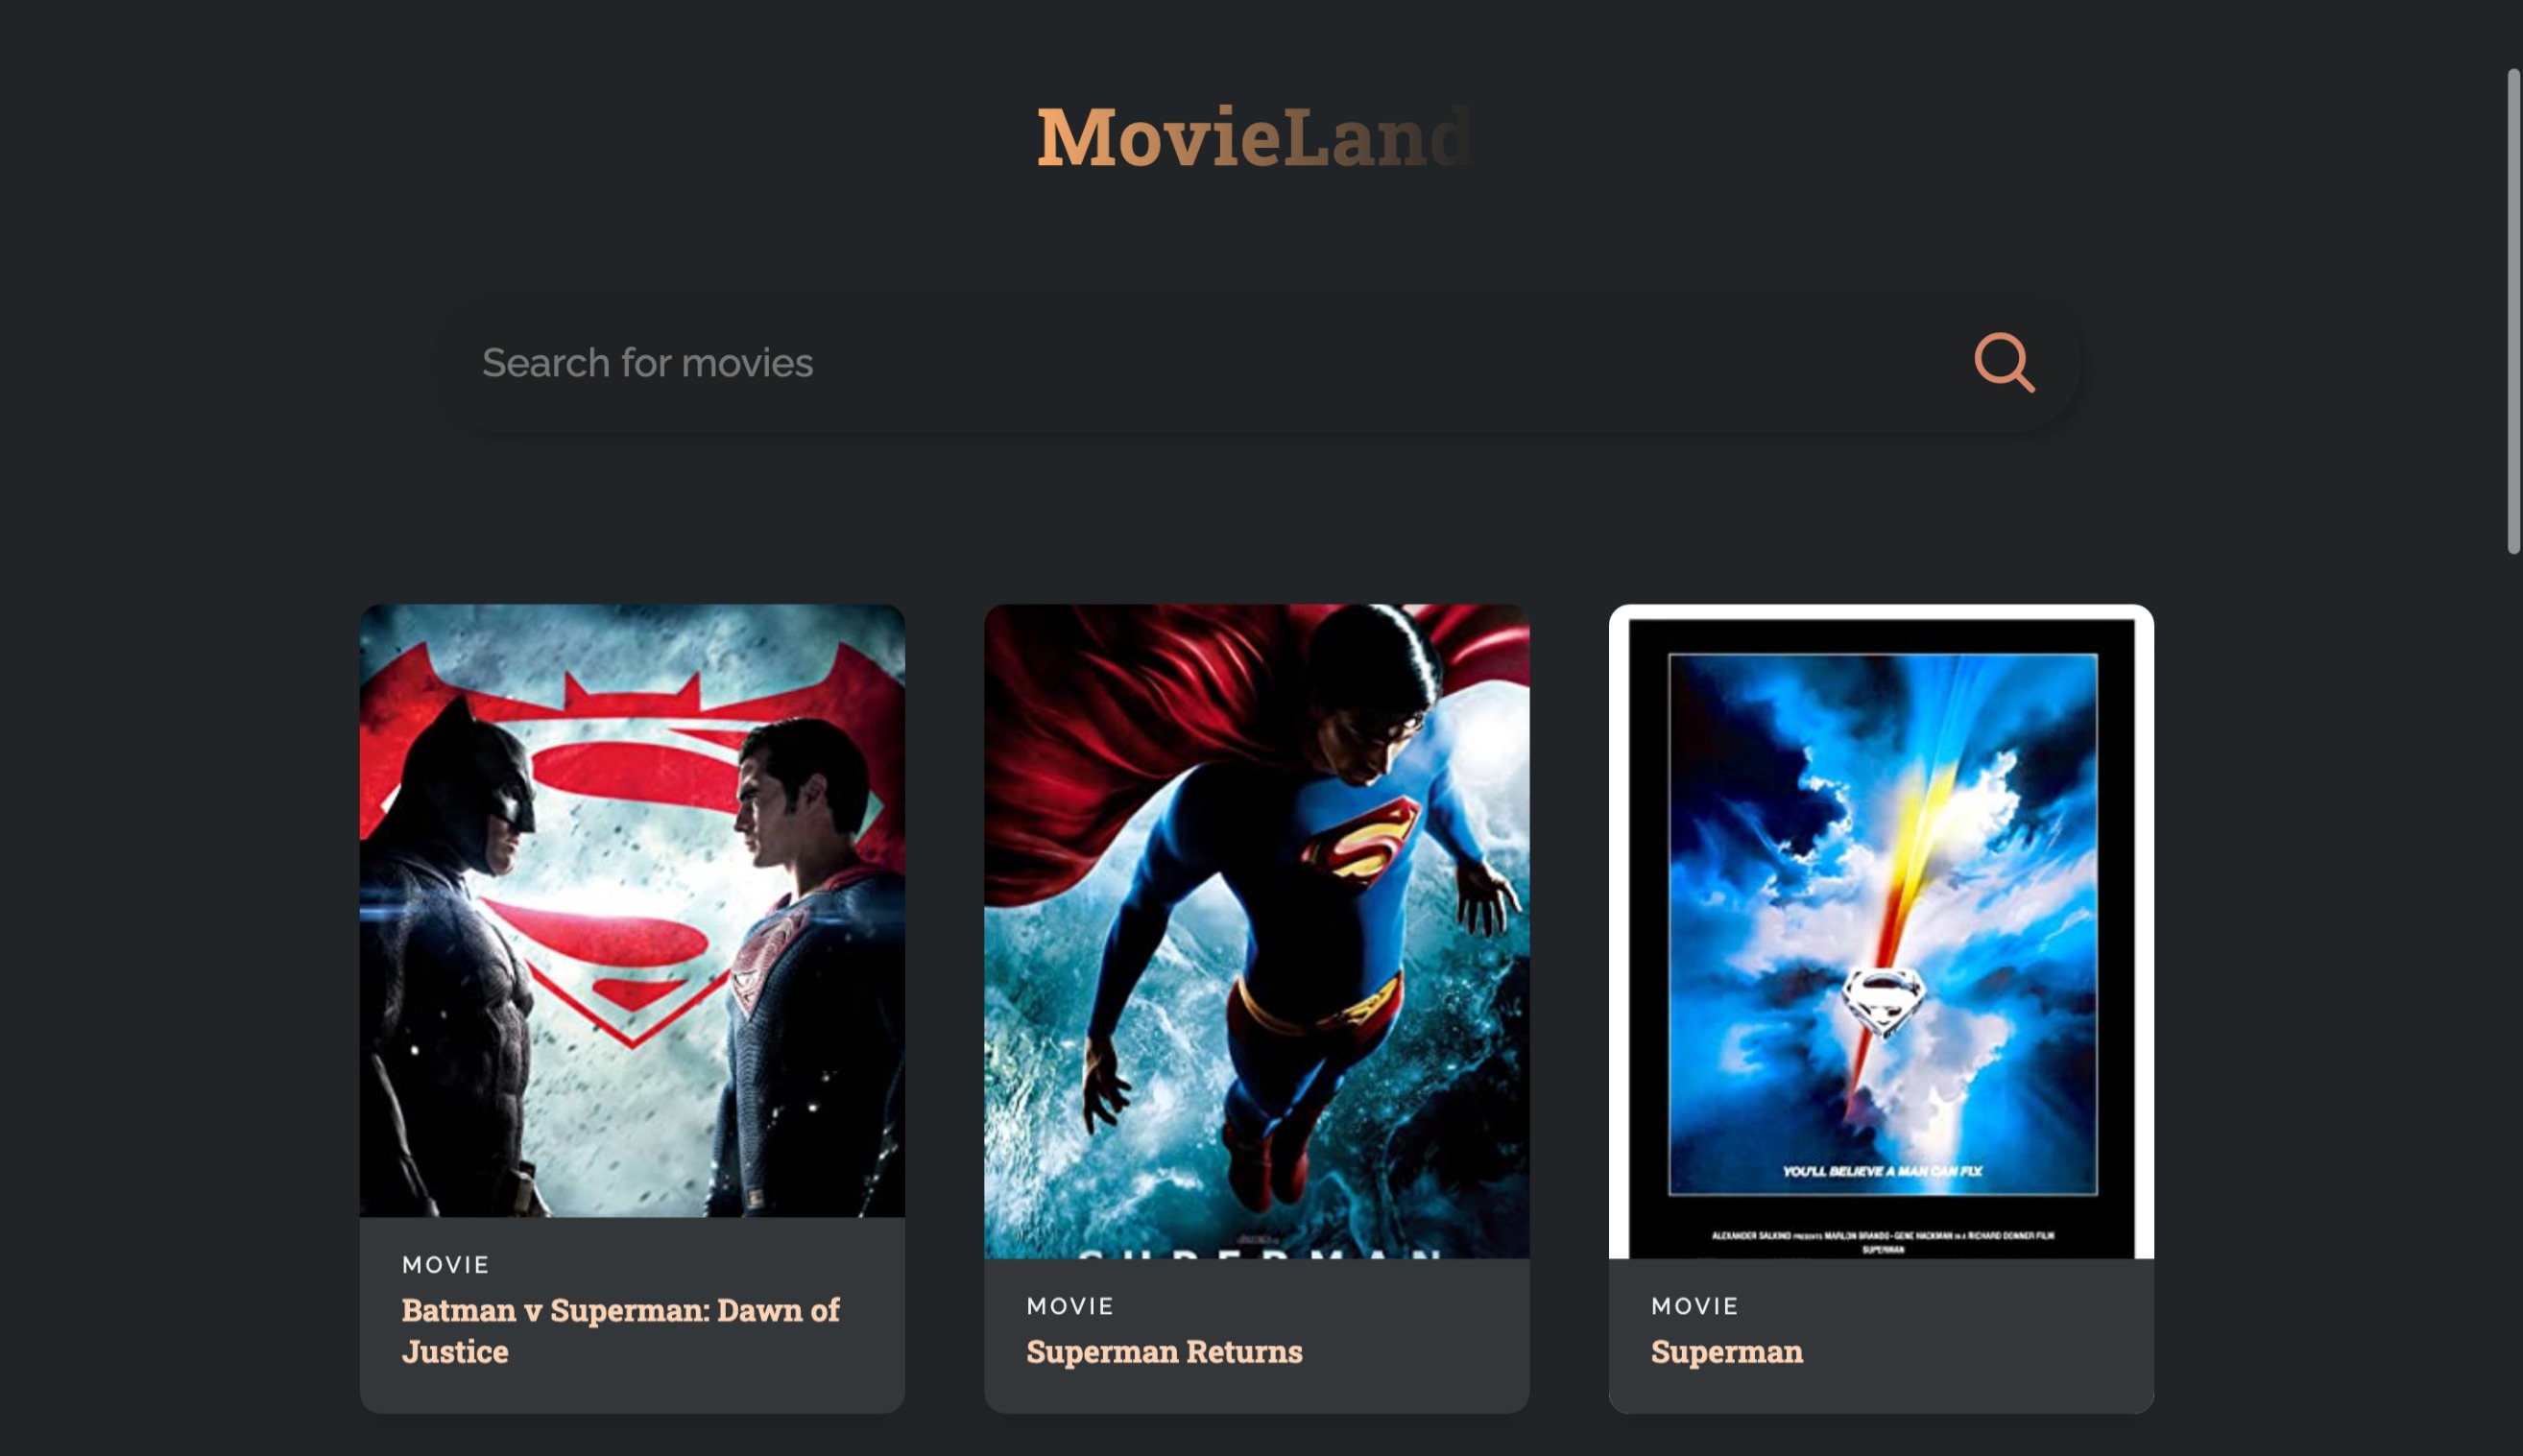 MovieLand
Search for movies
SUPERMAN
YOU'LL BELIEVE A MAN CAN FLY.
ALEXANDER SALKIND PRESENTS MARLON BRANDO · GENE HACKMAN IN A RICHARD DONNER FILM
SUPERMAN
MOVIE
Batman v Superman: Dawn of
Justice
MOVIE
Superman Returns
MOVIE
Superman